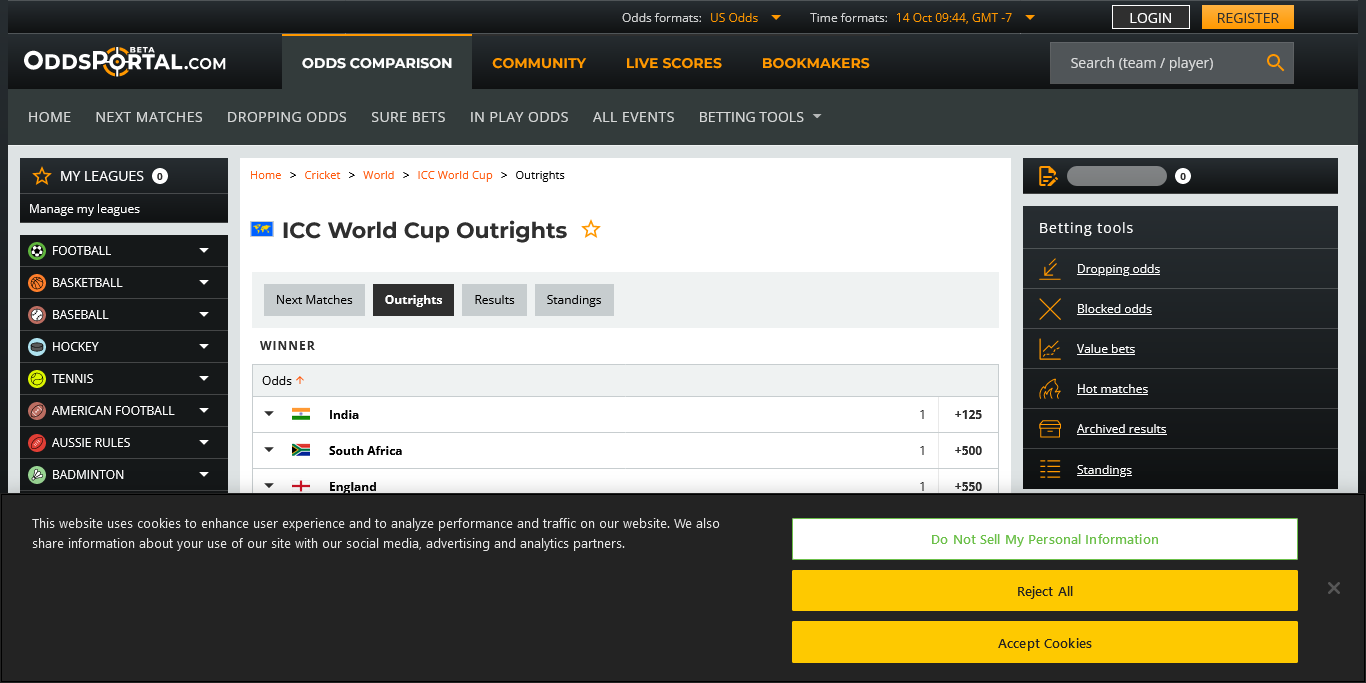 Odds formats: US Odds Time formats: 14 Oct 09:44, GMT -7 LOGIN REGISTER
ODDSPORTAL.COM BETA ODDS COMPARISON COMMUNITY LIVE SCORES BOOKMAKERS Search (team / player)
HOME NEXT MATCHES DROPPING ODDS SURE BETS IN PLAY ODDS ALL EVENTS BETTING TOOLS
MY LEAGUES 0
Manage my leagues
FOOTBALL
BASKETBALL
BASEBALL
HOCKEY
TENNIS
AMERICAN FOOTBALL
AUSSIE RULES
BADMINTON
Home > Cricket > World > ICC World Cup > Outrights
ICC World Cup Outrights
Next Matches Outrights Results Standings
WINNER
Odds
India 1 +125
South Africa 1 +500
England 1 +550
0
Betting tools
Dropping odds
Blocked odds
Value bets
Hot matches
Archived results
Standings
This website uses cookies to enhance user experience and to analyze performance and traffic on our website. We also
share information about your use of our site with our social media, advertising and analytics partners.
Do Not Sell My Personal Information
Reject All
Accept Cookies